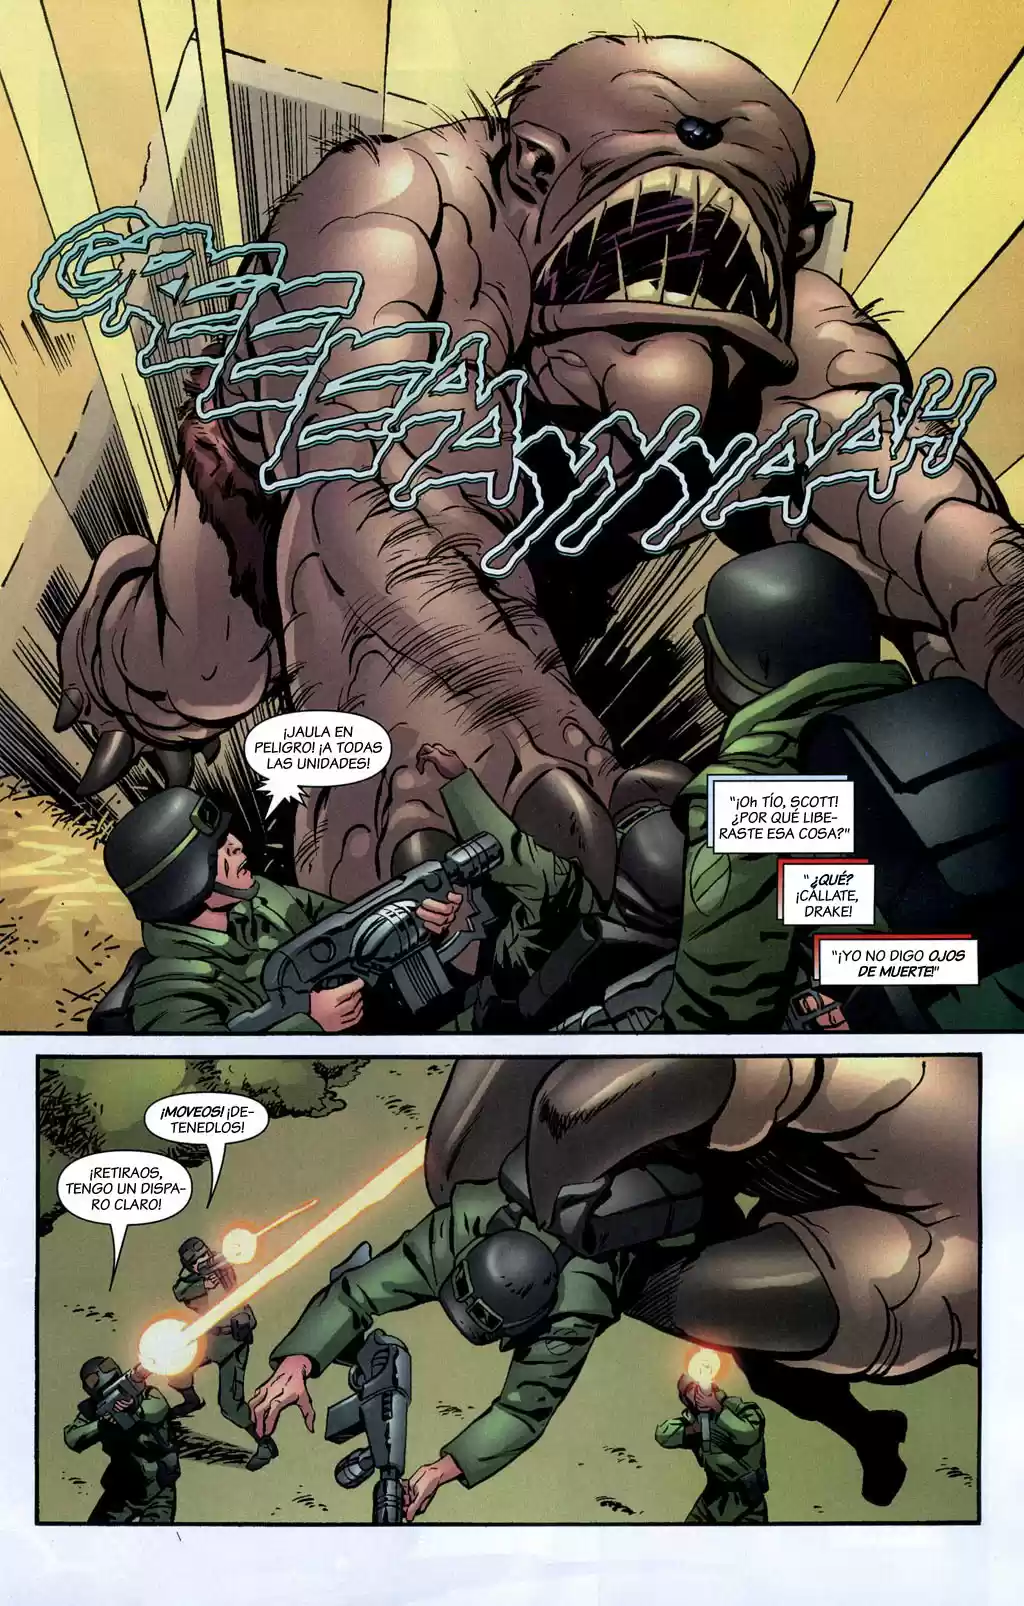 GREEEEEAAAYYYYAAAH
¡JAULA EN
PELIGRO! ¡A TODAS
LAS UNIDADES!
"¡Oh TÍO, SCOTT!
¿POR QUÉ LIBE-
RASTE ESA COSA?"
"¿QUÉ?
¡CÁLLATE,
DRAKE!
"¡YO NO DIGO OJOS
DE MUERTE!"
¡MOVEOS! ¡DE-
TENEDLOS!
¡RETIRAOS,
TENGO UN DISPA-
RO CLARO!